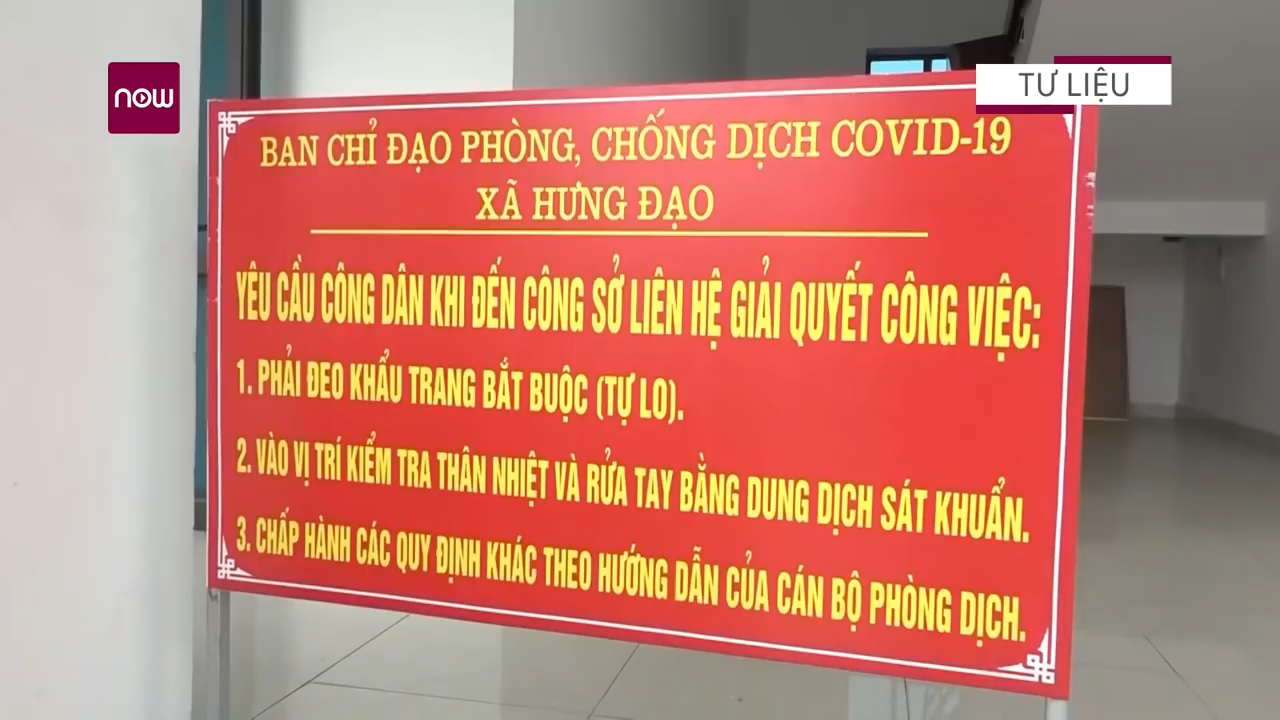 now
TƯ LIỆU
BAN CHỈ ĐẠO PHÒNG, CHỐNG DỊCH COVID-19
XÃ HƯNG ĐẠO
YÊU CẦU CÔNG DÂN KHI ĐẾN CÔNG SỞ LIÊN HỆ GIẢI QUYẾT CÔNG VIỆC:
1. PHẢI ĐEO KHẨU TRANG BẮT BUỘC (TỰ LO).
2. VÀO VỊ TRÍ KIỂM TRA THÂN NHIỆT VÀ RỬA TAY BẰNG DUNG DỊCH SÁT KHUẨN.
3. CHẤP HÀNH CÁC QUY ĐỊNH KHÁC THEO HƯỚNG DẪN CỦA CÁN BỘ PHÒNG DỊCH.